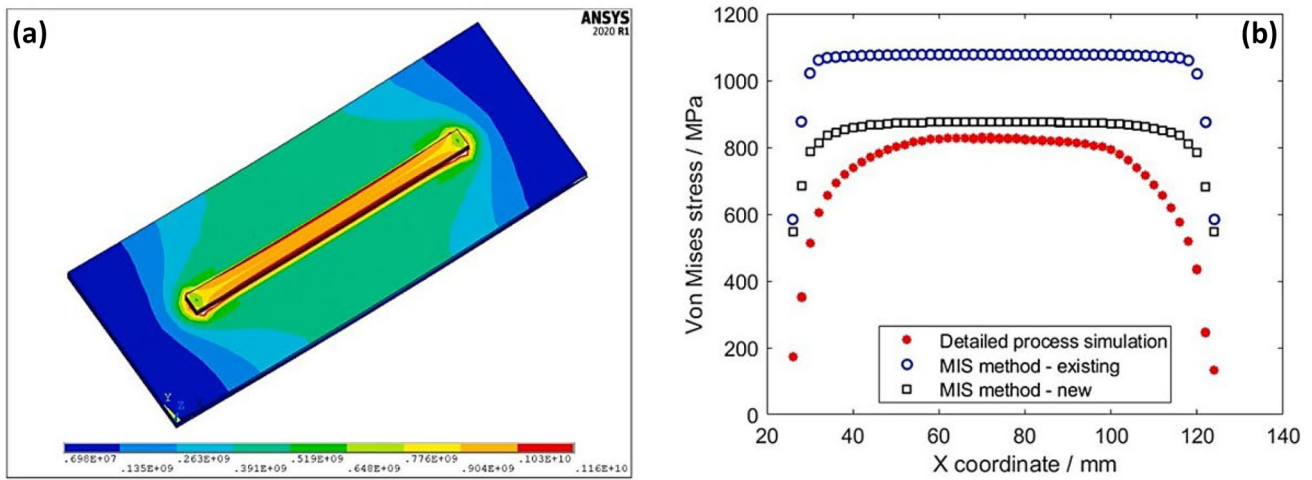 (a)
ANSYS
2020 R1
Y
Z
.698E+07
.135E+09
.263E+09
.391E+09
.519E+09
.648E+09
.776E+09
.904E+09
.103E+10
.116E+10
(b)
1200
1000
800
600
400
200
0
Von Mises stress / MPa
Detailed process simulation
MIS method - existing
MIS method - new
20
40
60
80
100
120
140
X coordinate / mm